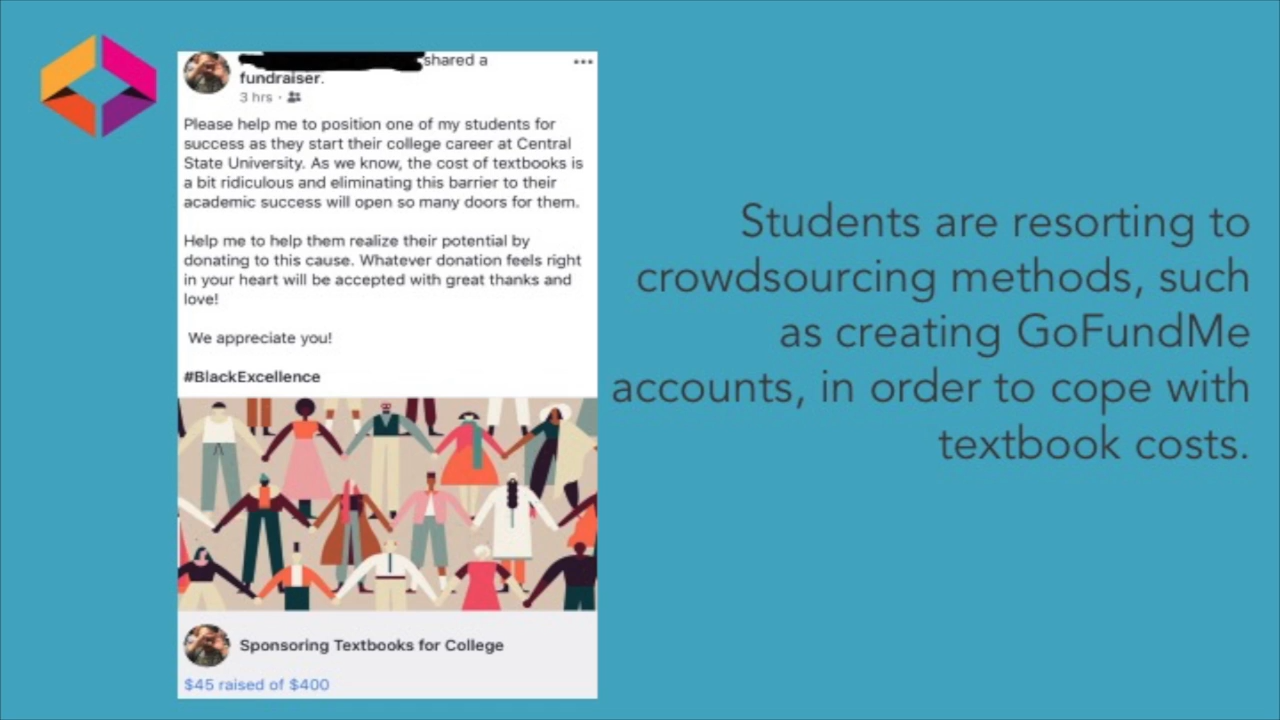 shared a
fundraiser.
3 hrs ·
Please help me to position one of my students for
success as they start their college career at Central
State University. As we know, the cost of textbooks is
a bit ridiculous and eliminating this barrier to their
academic success will open so many doors for them.
Help me to help them realize their potential by
donating to this cause. Whatever donation feels right
in your heart will be accepted with great thanks and
love!
We appreciate you!
#BlackExcellence
Sponsoring Textbooks for College
$45 raised of $400
Students are resorting to
crowdsourcing methods, such
as creating GoFundMe
accounts, in order to cope with
textbook costs.